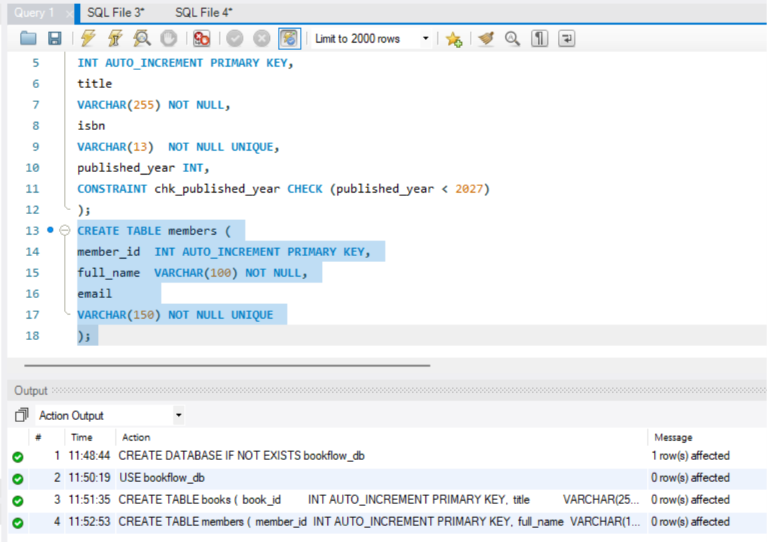 Query 1 SQL File 3* SQL File 4*
Limit to 2000 rows
5 INT AUTO_INCREMENT PRIMARY KEY,
6 title
7 VARCHAR(255) NOT NULL,
8 isbn
9 VARCHAR(13)  NOT NULL UNIQUE,
10 published_year INT,
11 CONSTRAINT chk_published_year CHECK (published_year < 2027)
12 );
13 CREATE TABLE members (
14 member_id  INT AUTO_INCREMENT PRIMARY KEY,
15 full_name  VARCHAR(100) NOT NULL,
16 email
17 VARCHAR(150) NOT NULL UNIQUE
18 );
Output
Action Output
# Time Action Message
1 11:48:44 CREATE DATABASE IF NOT EXISTS bookflow_db 1 row(s) affected
2 11:50:19 USE bookflow_db 0 row(s) affected
3 11:51:35 CREATE TABLE books ( book_id INT AUTO_INCREMENT PRIMARY KEY, title VARCHAR(25... 0 row(s) affected
4 11:52:53 CREATE TABLE members ( member_id INT AUTO_INCREMENT PRIMARY KEY, full_name VARCHAR(1... 0 row(s) affected